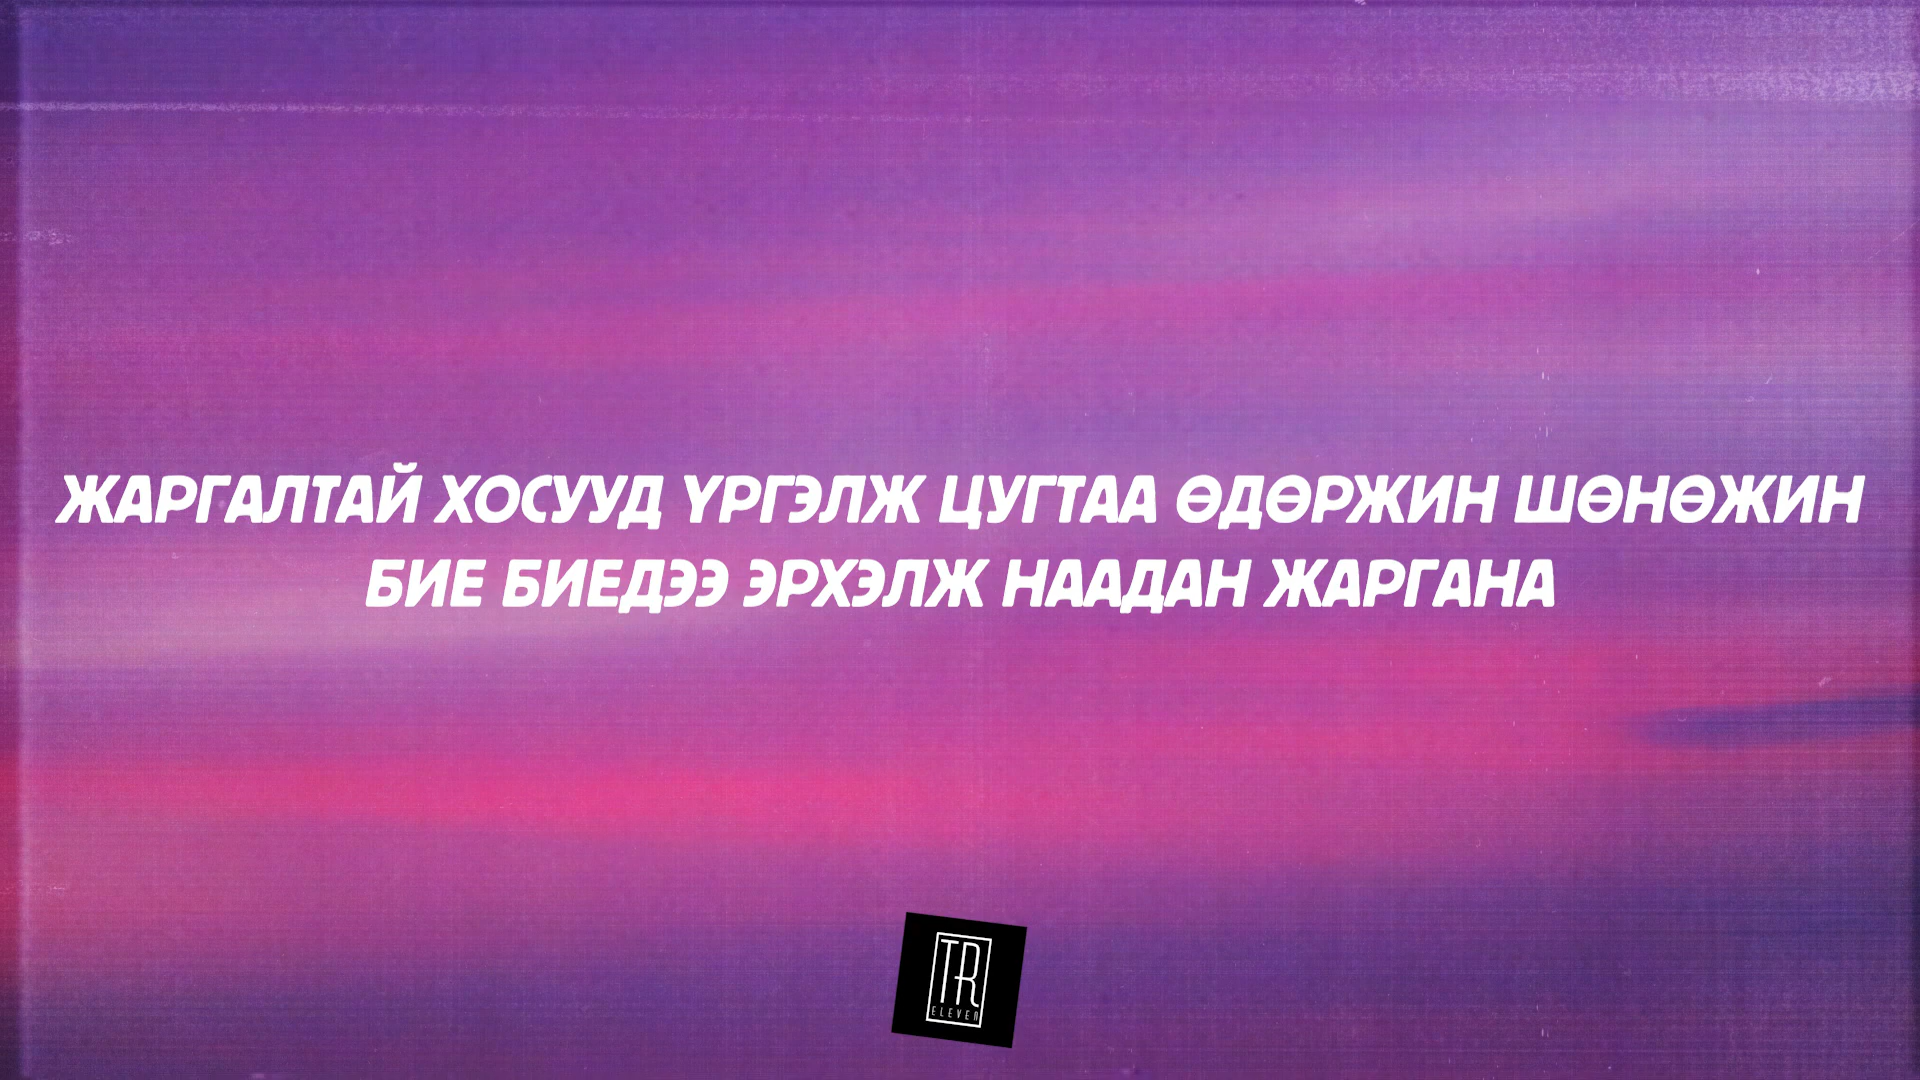 ЖАРГАЛТАЙ ХОСУУД ҮРГЭЛЖ ЦУГТАА ӨДӨРЖИН ШӨНӨЖИН
БИЕ БИЕДЭЭ ЭРХЭЛЖ НААДАН ЖАРГАНА
TR
ELEVEN